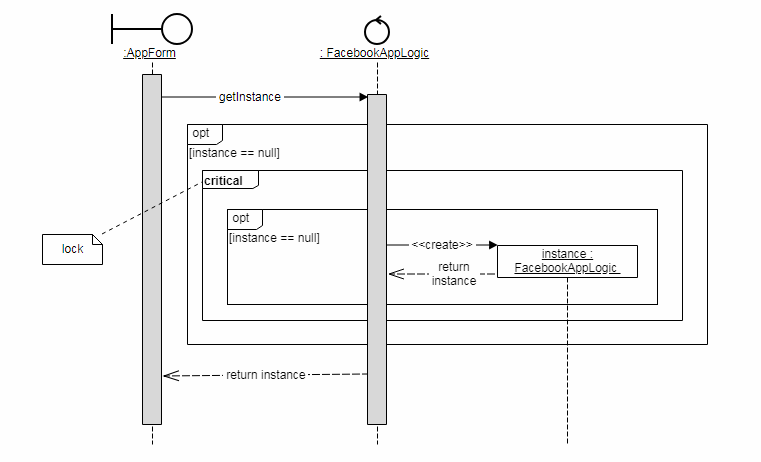 :AppForm
: FacebookAppLogic
getInstance
opt
[instance == null]
critical
opt
[instance == null]
lock
<<create>>
instance :
FacebookAppLogic
return
instance
return instance